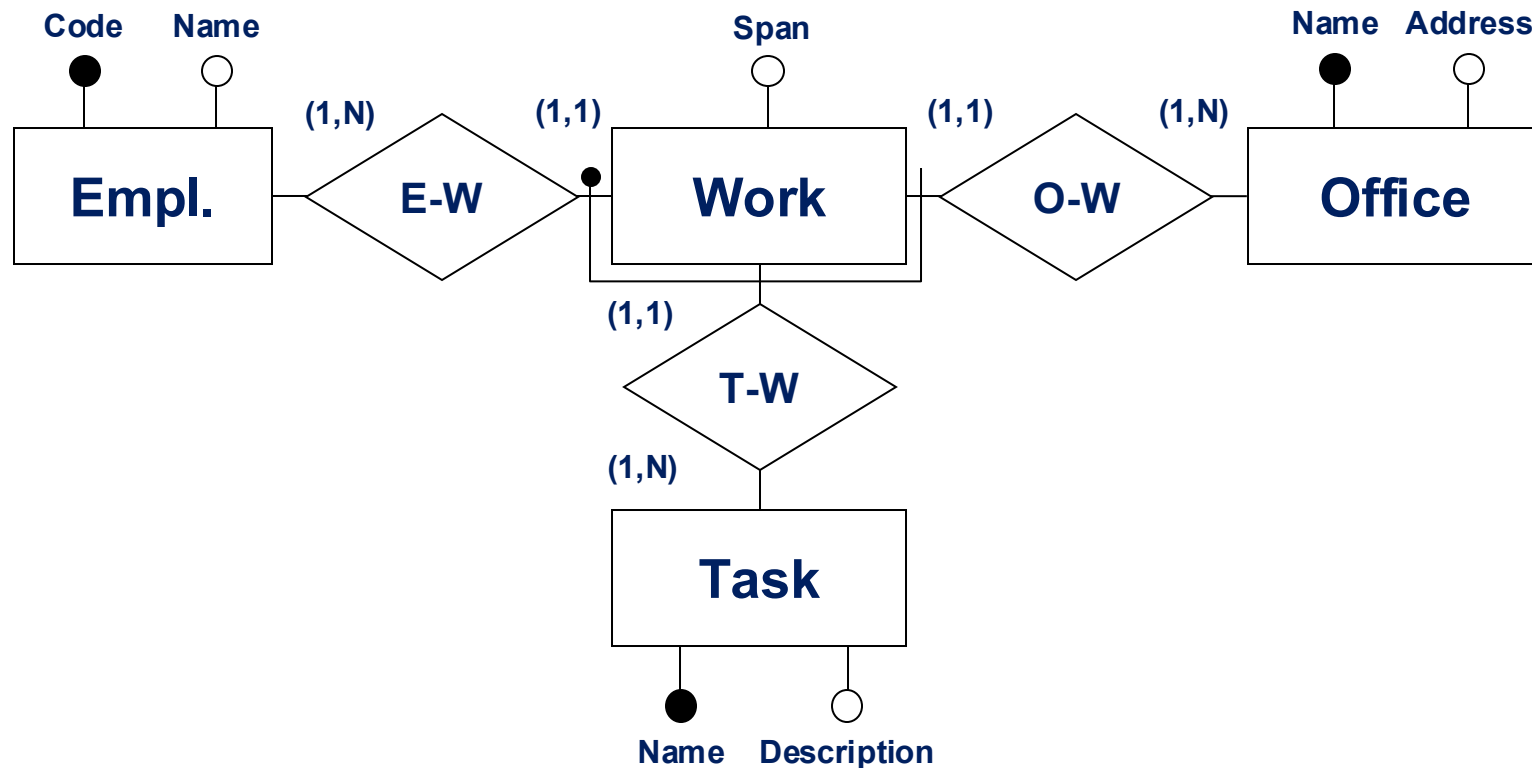 Code Name Span Name Address
(1,N) (1,1) (1,1) (1,N)
Empl. E-W Work O-W Office
(1,1)
T-W
(1,N)
Task
Name Description